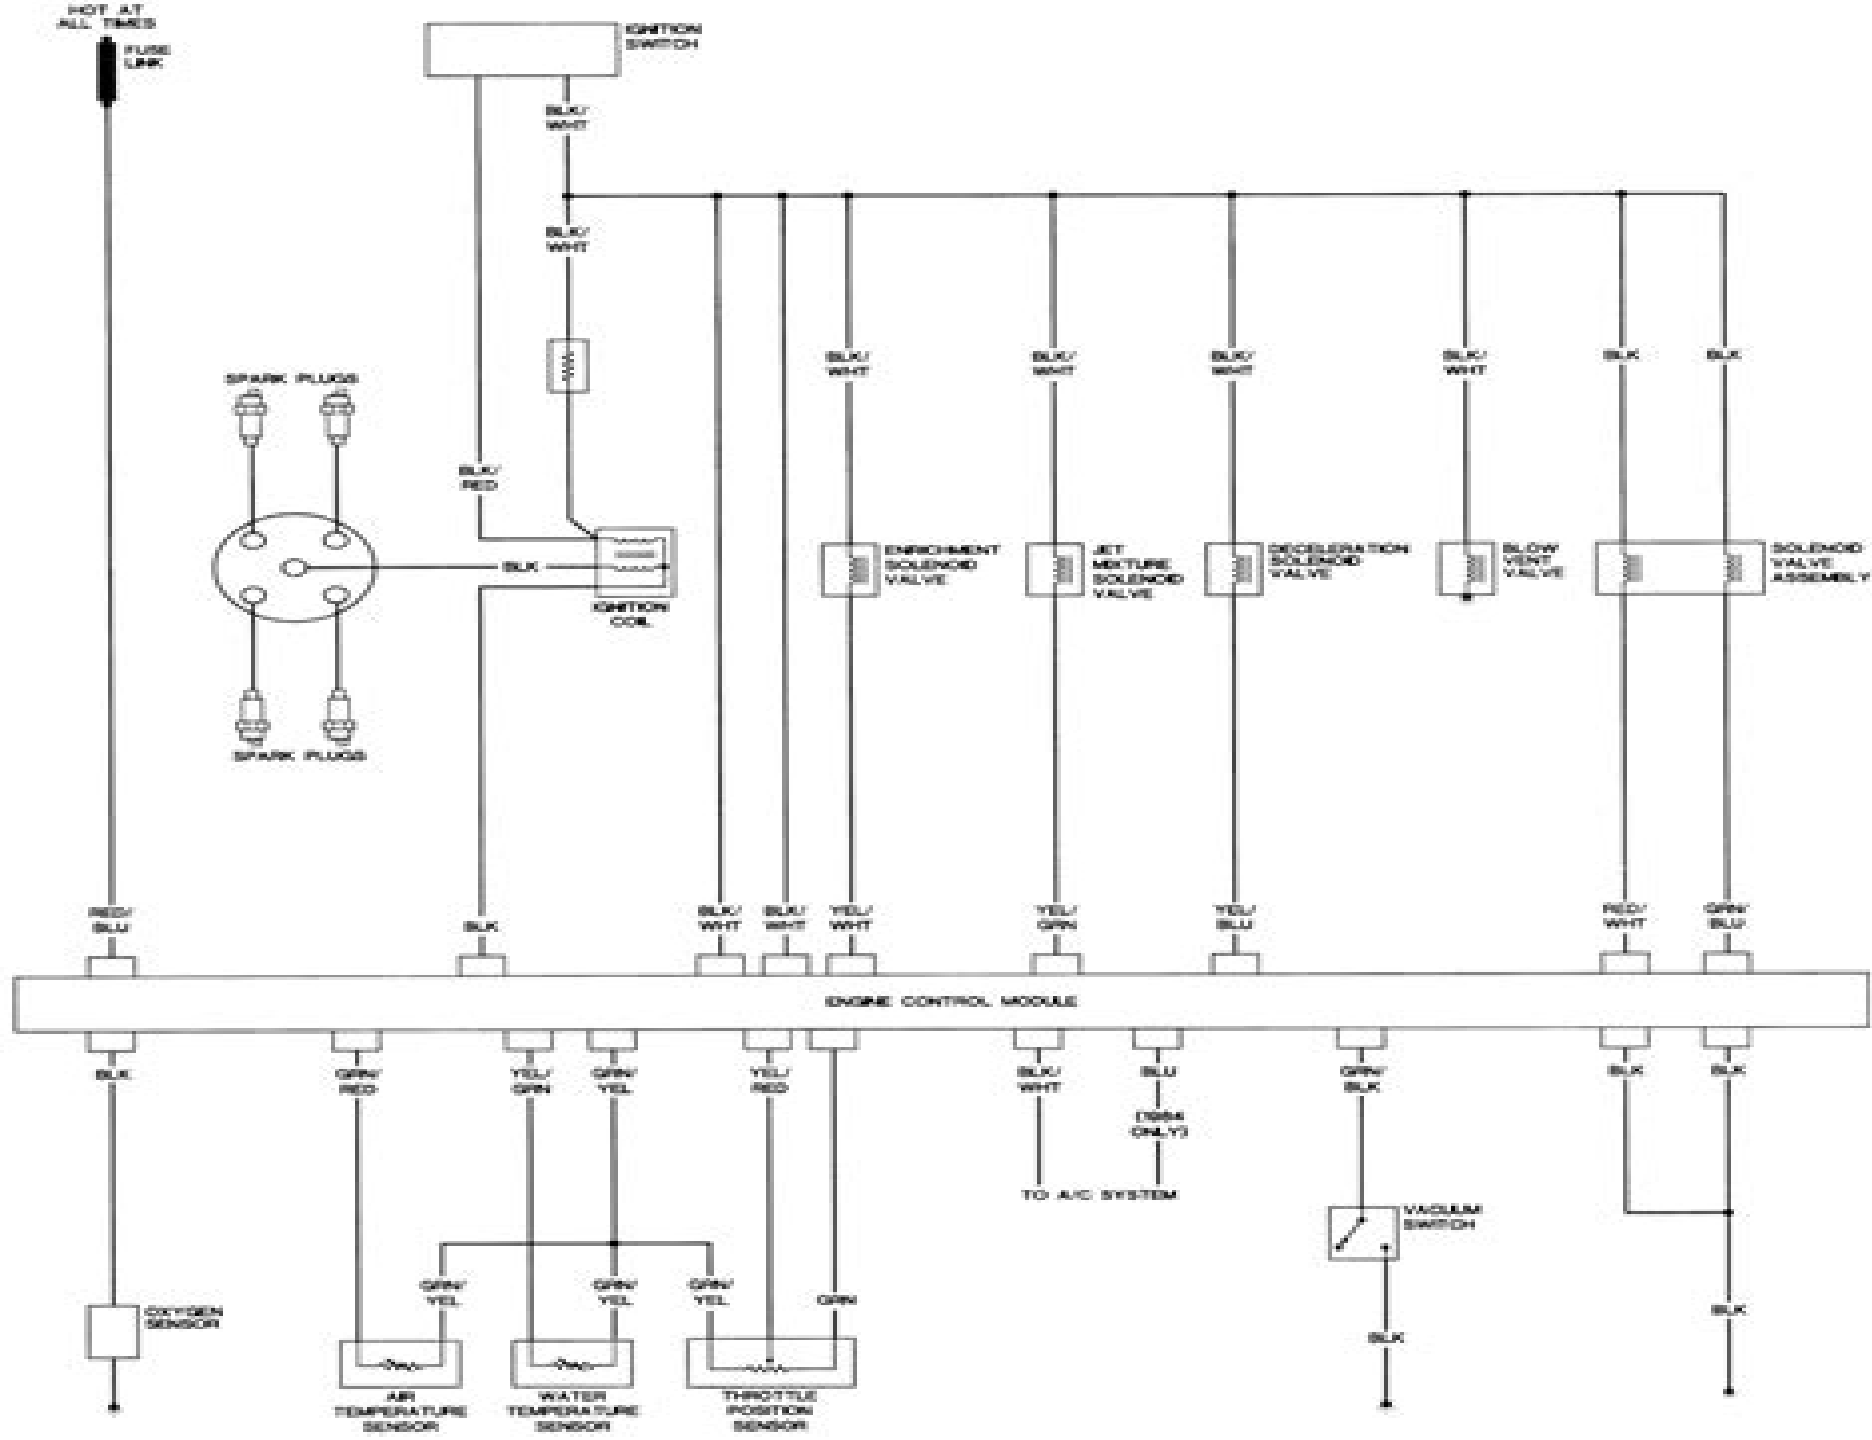 HOT AT
ALL TIMES
FUSE
LINK
IGNITION
SWITCH
BLK/
WHT
BLK/
WHT
BLK/
WHT
BLK/
WHT
BLK/
WHT
BLK/
WHT
BLK
BLK
SPARK PLUGS
BLK/
RED
BLK
IGNITION
COIL
ENRICHMENT
SOLENOID
VALVE
JET
MIXTURE
SOLENOID
VALVE
DECELERATION
SOLENOID
VALVE
BLOW
VENT
VALVE
SOLENOID
VALVE
ASSEMBLY
SPARK PLUGS
RED/
BLU
BLK
BLK/
WHT
BLK/
WHT
YEL/
WHT
YEL/
GRN
YEL/
BLU
RED/
WHT
GRN/
BLU
ENGINE CONTROL MODULE
BLK
GRN/
RED
YEL/
GRN
GRN/
YEL
YEL/
RED
BLK/
WHT
BLU
(1984
ONLY)
GRN/
BLK
BLK
BLK
TO A/C SYSTEM
VACUUM
SWITCH
GRN/
YEL
GRN/
YEL
GRN/
YEL
GRN
OXYGEN
SENSOR
BLK
BLK
AIR
TEMPERATURE
SENSOR
WATER
TEMPERATURE
SENSOR
THROTTLE
POSITION
SENSOR